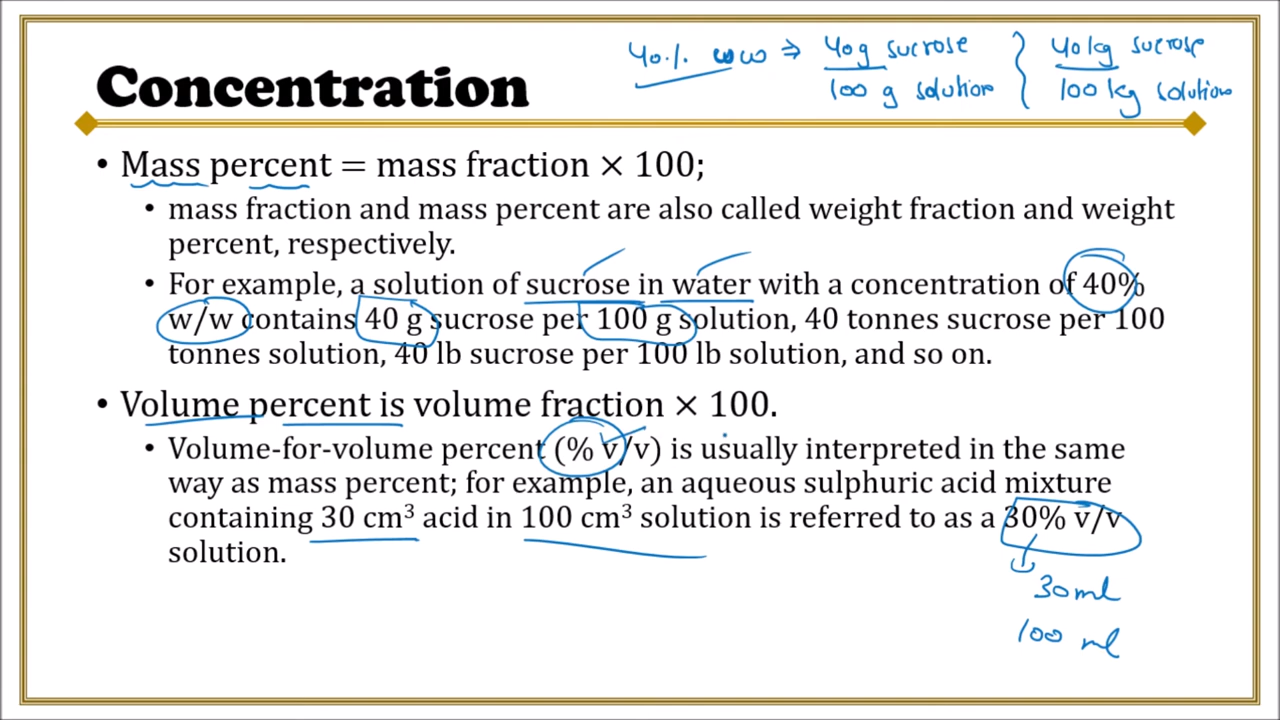 40% w/w ⇒ 40g sucrose } 40 kg sucrose
100 g solution 100 kg solution
Concentration
• Mass percent = mass fraction × 100;
• mass fraction and mass percent are also called weight fraction and weight
percent, respectively.
• For example, a solution of sucrose in water with a concentration of 40%
w/w contains 40 g sucrose per 100 g solution, 40 tonnes sucrose per 100
tonnes solution, 40 lb sucrose per 100 lb solution, and so on.
• Volume percent is volume fraction × 100.
• Volume-for-volume percent (% v/v) is usually interpreted in the same
way as mass percent; for example, an aqueous sulphuric acid mixture
containing 30 cm³ acid in 100 cm³ solution is referred to as a 30% v/v
solution.
30 ml
100 ml